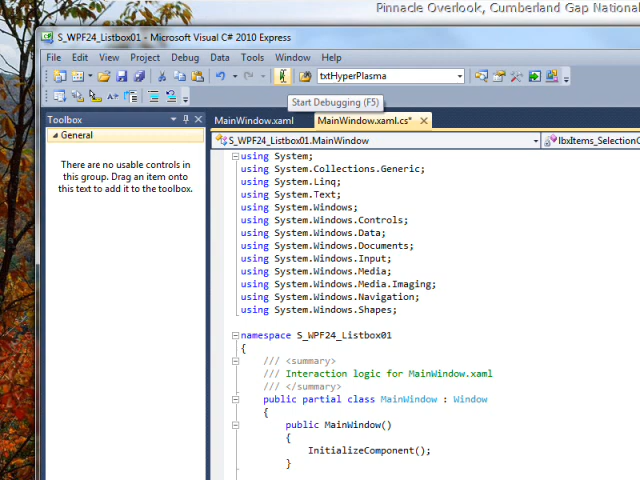 Pinnacle Overlook, Cumberland Gap National
S_WPF24_Listbox01 - Microsoft Visual C# 2010 Express
File Edit View Project Debug Data Tools Window Help
txtHyperPlasma
Start Debugging (F5)
Toolbox
MainWindow.xaml
MainWindow.xaml.cs*
General
S_WPF24_Listbox01.MainWindow
lbxItems_SelectionC
There are no usable controls
in this group. Drag an item onto
this text to add it to the toolbox.
using System;
using System.Collections.Generic;
using System.Linq;
using System.Text;
using System.Windows;
using System.Windows.Controls;
using System.Windows.Data;
using System.Windows.Documents;
using System.Windows.Input;
using System.Windows.Media;
using System.Windows.Media.Imaging;
using System.Windows.Navigation;
using System.Windows.Shapes;
namespace S_WPF24_Listbox01
{
/// <summary>
/// Interaction logic for MainWindow.xaml
/// </summary>
public partial class MainWindow : Window
{
public MainWindow()
{
InitializeComponent();
}